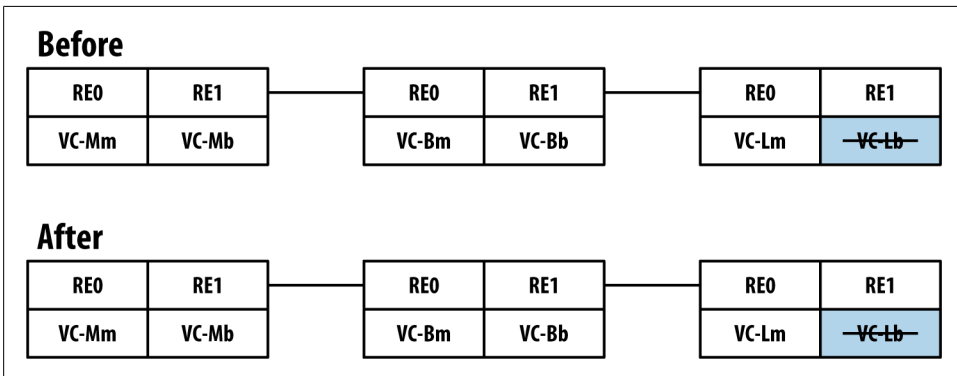 Before
RE0 RE1 RE0 RE1 RE0 RE1
VC-Mm VC-Mb VC-Bm VC-Bb VC-Lm VC-Lb
After
RE0 RE1 RE0 RE1 RE0 RE1
VC-Mm VC-Mb VC-Bm VC-Bb VC-Lm VC-Lb